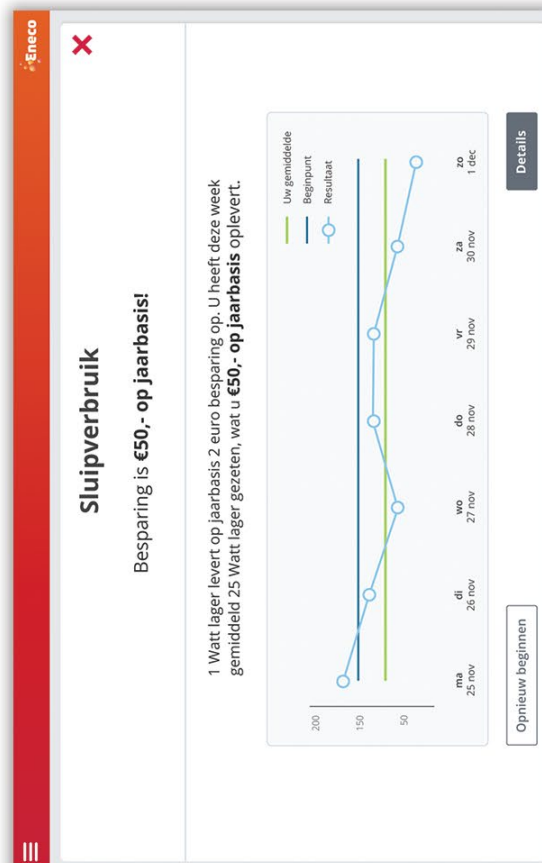 Eneco
Sluipverbruik
Besparing is €50,- op jaarbasis!
1 Watt lager levert op jaarbasis 2 euro besparing op. U heeft deze week
gemiddeld 25 Watt lager gezeten, wat u €50,- op jaarbasis oplevert.
Uw gemiddelde
Beginpunt
Resultaat
200
150
50
ma di wo do vr za zo
25 nov 26 nov 27 nov 28 nov 29 nov 30 nov 1 dec
Opnieuw beginnen
Details